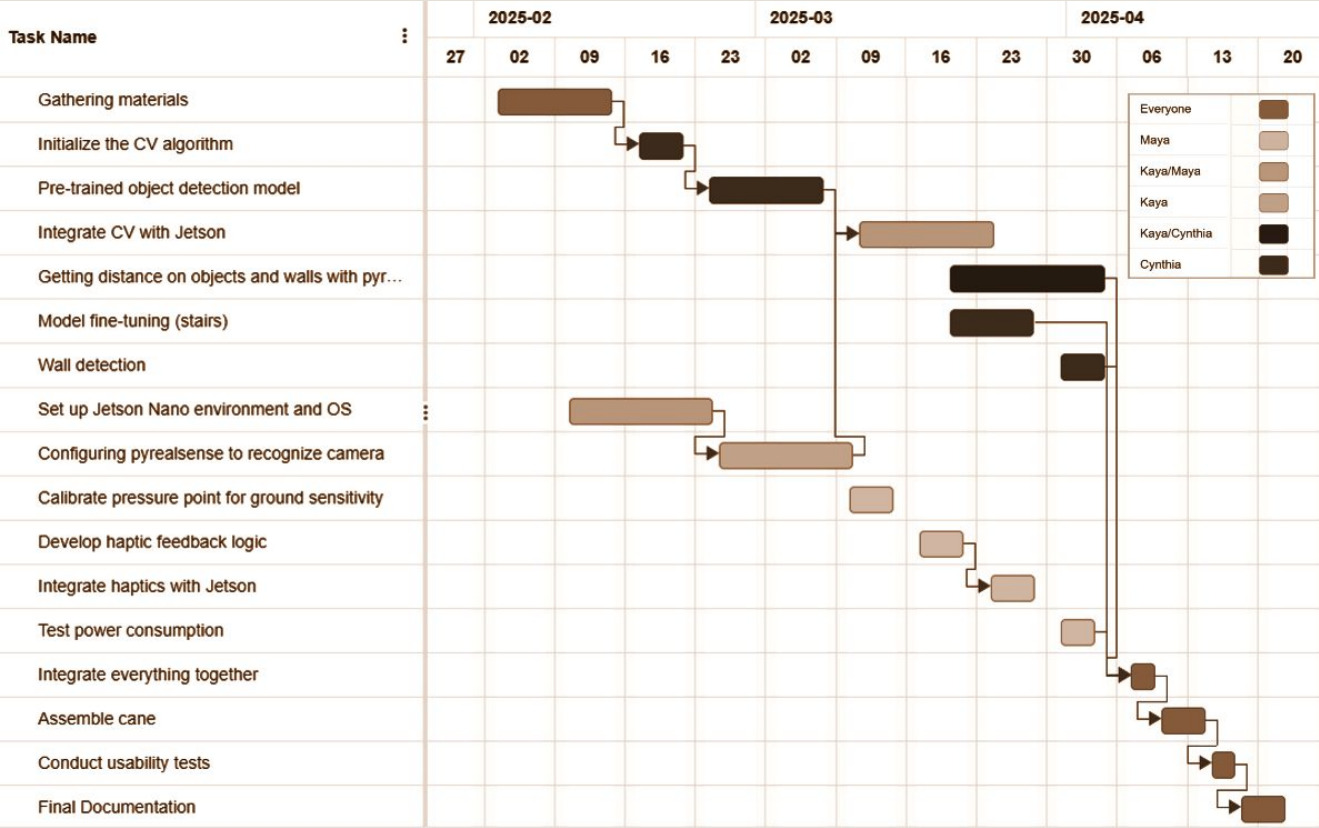 Task Name
2025-02 2025-03 2025-04
27 02 09 16 23 02 09 16 23 30 06 13 20
Gathering materials
Initialize the CV algorithm
Pre-trained object detection model
Integrate CV with Jetson
Getting distance on objects and walls with pyr...
Model fine-tuning (stairs)
Wall detection
Set up Jetson Nano environment and OS
Configuring pyrealsense to recognize camera
Calibrate pressure point for ground sensitivity
Develop haptic feedback logic
Integrate haptics with Jetson
Test power consumption
Integrate everything together
Assemble cane
Conduct usability tests
Final Documentation
Everyone
Maya
Kaya/Maya
Kaya
Kaya/Cynthia
Cynthia